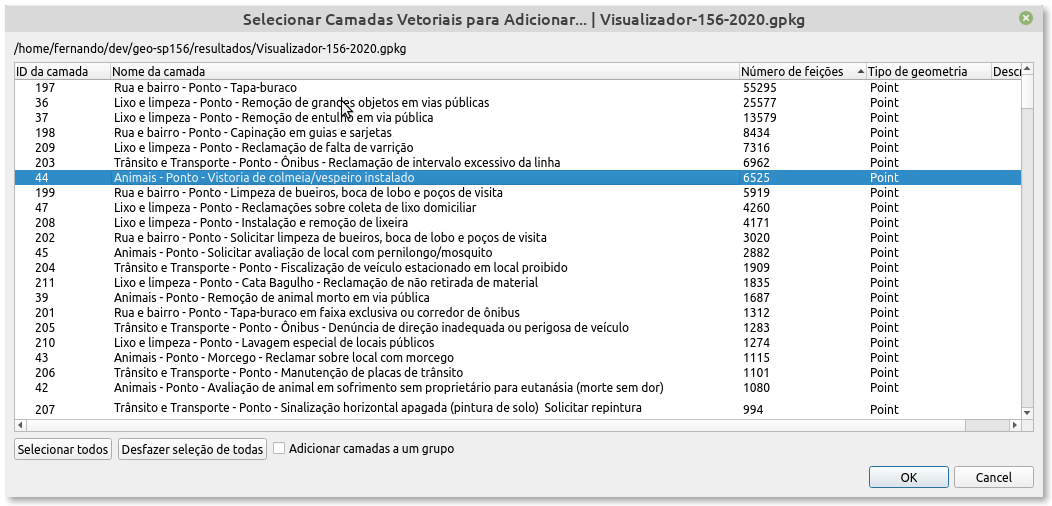 Selecionar Camadas Vetoriais para Adicionar... | Visualizador-156-2020.gpkg
/home/fernando/dev/geo-sp156/resultados/Visualizador-156-2020.gpkg
ID da camada Nome da camada Número de feições Tipo de geometria Descri
197 Rua e bairro - Ponto - Tapa-buraco 55295 Point
36 Lixo e limpeza - Ponto - Remoção de grandes objetos em vias públicas 25577 Point
37 Lixo e limpeza - Ponto - Remoção de entulho em via pública 13579 Point
198 Rua e bairro - Ponto - Capinação em guias e sarjetas 8434 Point
209 Lixo e limpeza - Ponto - Reclamação de falta de varrição 7316 Point
203 Trânsito e Transporte - Ponto - Ônibus - Reclamação de intervalo excessivo da linha 6962 Point
44 Animais - Ponto - Vistoria de colmeia/vespeiro instalado 6525 Point
199 Rua e bairro - Ponto - Limpeza de bueiros, boca de lobo e poços de visita 5919 Point
47 Lixo e limpeza - Ponto - Reclamações sobre coleta de lixo domiciliar 4260 Point
208 Lixo e limpeza - Ponto - Instalação e remoção de lixeira 4171 Point
202 Rua e bairro - Ponto - Solicitar limpeza de bueiros, boca de lobo e poços de visita 3020 Point
45 Animais - Ponto - Solicitar avaliação de local com pernilongo/mosquito 2882 Point
204 Trânsito e Transporte - Ponto - Fiscalização de veículo estacionado em local proibido 1909 Point
211 Lixo e limpeza - Ponto - Cata Bagulho - Reclamação de não retirada de material 1835 Point
39 Animais - Ponto - Remoção de animal morto em via pública 1687 Point
201 Rua e bairro - Ponto - Tapa-buraco em faixa exclusiva ou corredor de ônibus 1312 Point
205 Trânsito e Transporte - Ponto - Ônibus - Denúncia de direção inadequada ou perigosa de veículo 1283 Point
210 Lixo e limpeza - Ponto - Lavagem especial de locais públicos 1274 Point
43 Animais - Ponto - Morcego - Reclamar sobre local com morcego 1115 Point
206 Trânsito e Transporte - Ponto - Manutenção de placas de trânsito 1101 Point
42 Animais - Ponto - Avaliação de animal em sofrimento sem proprietário para eutanásia (morte sem dor) 1080 Point
207 Trânsito e Transporte - Ponto - Sinalização horizontal apagada (pintura de solo) Solicitar repintura 994 Point
Selecionar todos Desfazer seleção de todas Adicionar camadas a um grupo
OK Cancel